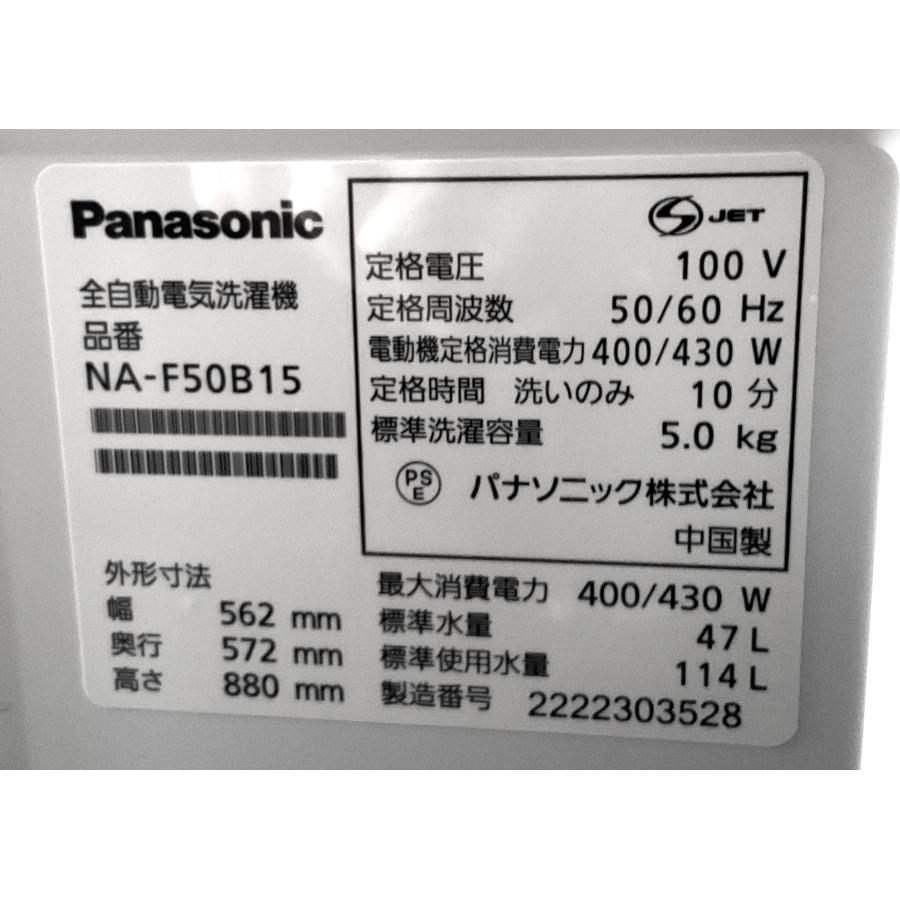 Panasonic
全自動電気洗濯機
品番
NA-F50B15
JET
定格電圧 100 V
定格周波数 50/60 Hz
電動機定格消費電力 400/430 W
定格時間 洗いのみ 10 分
標準洗濯容量 5.0 kg
PSE パナソニック株式会社
中国製
外形寸法
幅 562 mm
奥行 572 mm
高さ 880 mm
最大消費電力 400/430 W
標準水量 47 L
標準使用水量 114 L
製造番号 2222303528